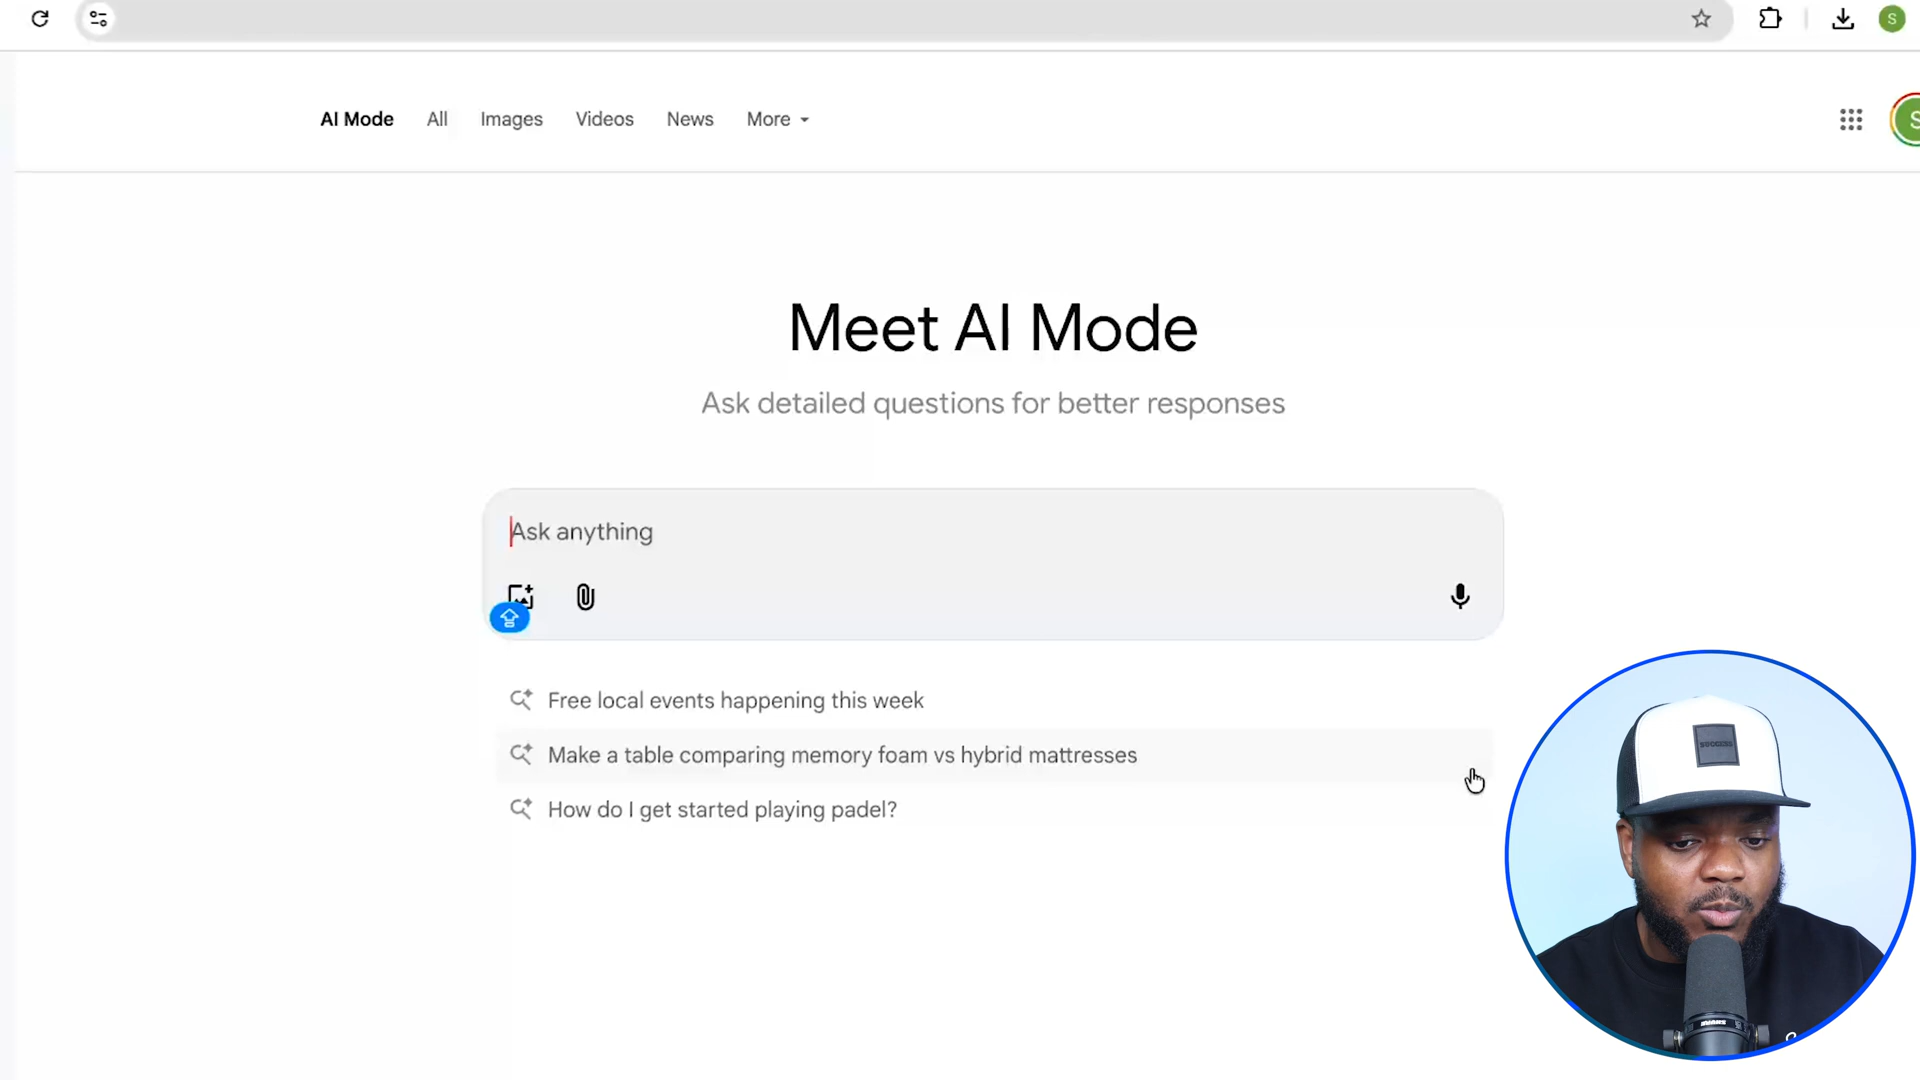 S
AI Mode All Images Videos News More
S
Meet AI Mode
Ask detailed questions for better responses
Ask anything
Free local events happening this week
Make a table comparing memory foam vs hybrid mattresses
How do I get started playing padel?
SUCCESS
SHURE